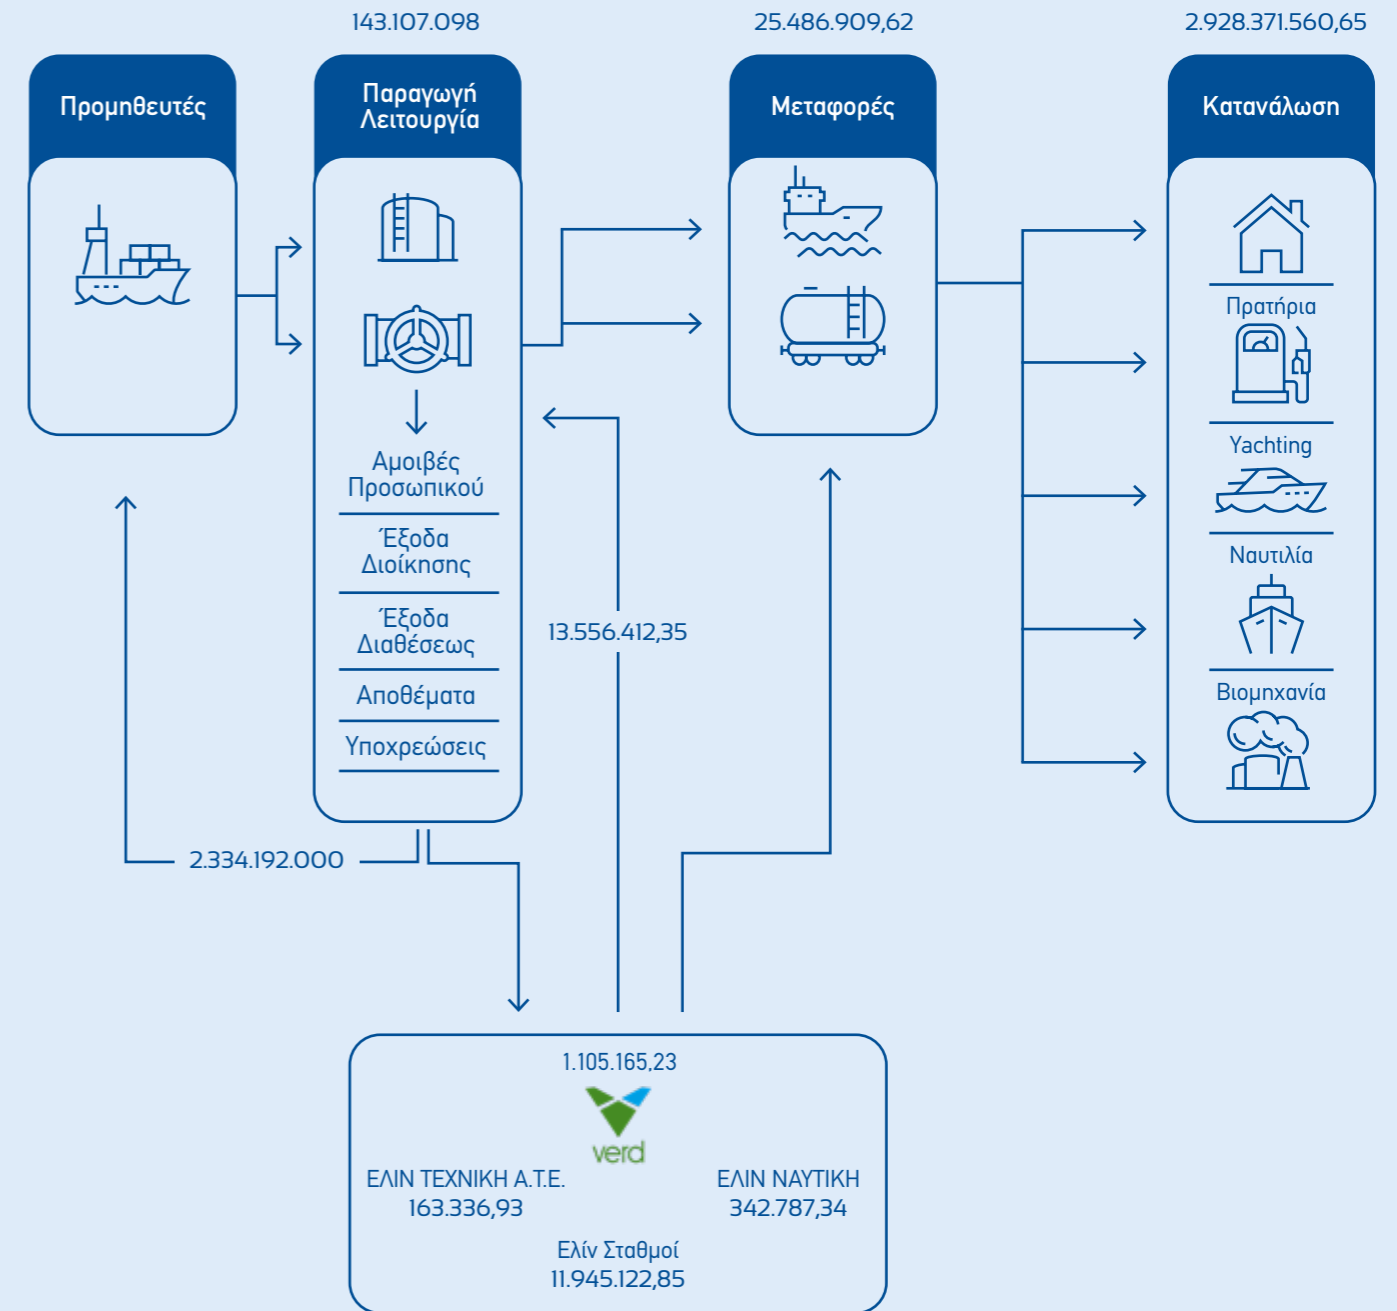 143.107.098
25.486.909,62
2.928.371.560,65
Προμηθευτές
Παραγωγή
Λειτουργία
Μεταφορές
Κατανάλωση
Πρατήρια
Yachting
Αμοιβές
Προσωπικού
Έξοδα
Διοίκησης
Ναυτιλία
Έξοδα
Διαθέσεως
13.556.412,35
Αποθέματα
Βιομηχανία
Υποχρεώσεις
2.334.192.000
1.105.165,23
verd
ΕΛΙΝ ΤΕΧΝΙΚΗ Α.Τ.Ε.
163.336,93
ΕΛΙΝ ΝΑΥΤΙΚΗ
342.787,34
Ελίν Σταθμοί
11.945.122,85